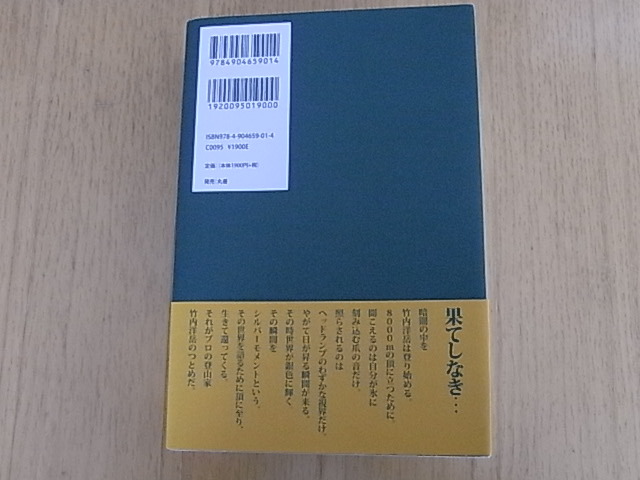 9784904659014
1920095019000
ISBN978-4-904659-01-4
C0095 ¥1900E
定価：（本体1900円+税）
発売：丸善
果てしなき…
暗闇の中を
竹内洋岳は登り始める。
8000mの頂に立つために。
聞こえるのは自分が氷に
刻み込む爪の音だけ。
照らされるのは
ヘッドランプのわずかな視界だけ。
やがて日が昇る瞬間が来る。
その時世界が銀色に輝く
その瞬間を
シルバーモメントという。
その世界を語るために頂に至り、
生きて還ってくる。
それがプロの登山家
竹内洋岳のつとめだ。